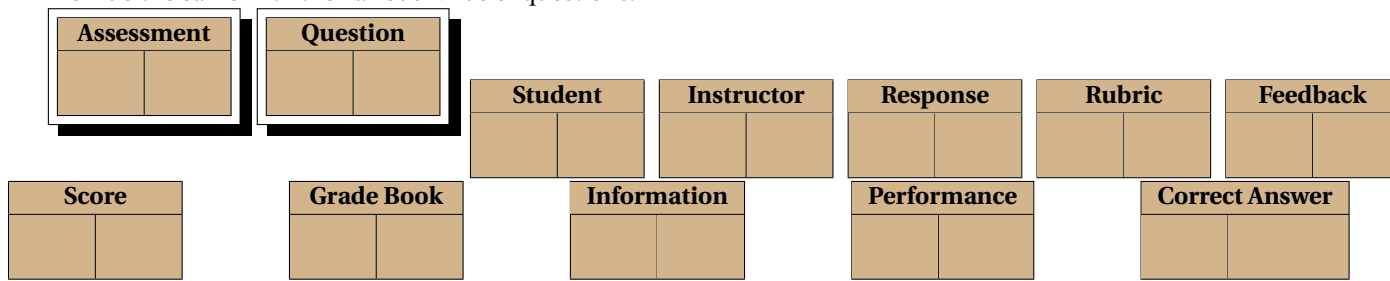 Assessment Question
Student Instructor Response Rubric Feedback
Score Grade Book Information Performance Correct Answer